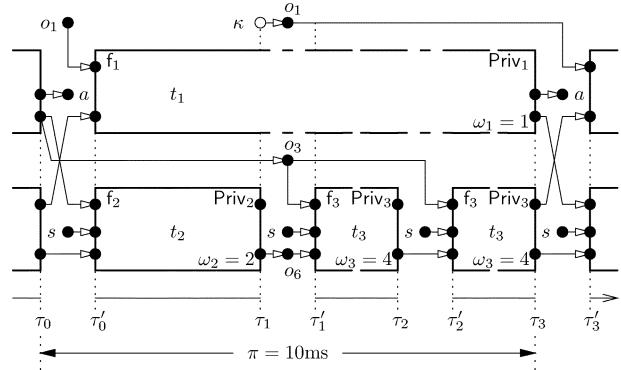 o₁ κ o₁
f₁ Priv₁
a t₁ a
ω₁ = 1
o₃
f₂ Priv₂ f₃ Priv₃ f₃ Priv₃
s t₂ s t₃ s t₃ s
ω₂ = 2 o₆ ω₃ = 4 ω₃ = 4
τ₀ τ₀′ τ₁ τ₁′ τ₂ τ₂′ τ₃ τ₃′
π = 10ms